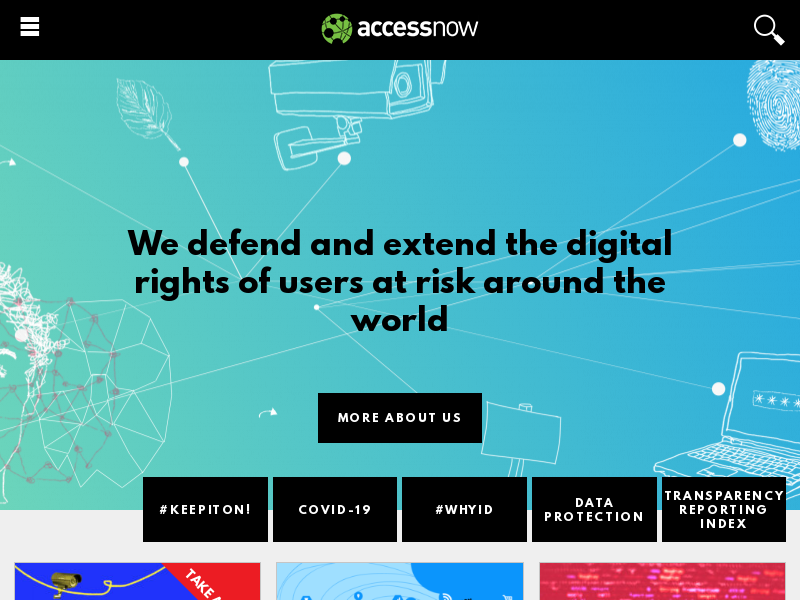 accessnow
We defend and extend the digital
rights of users at risk around the
world
MORE ABOUT US
#KEEPITON!
COVID-19
#WHYID
DATA
PROTECTION
TRANSPARENCY
REPORTING
INDEX
TAKE